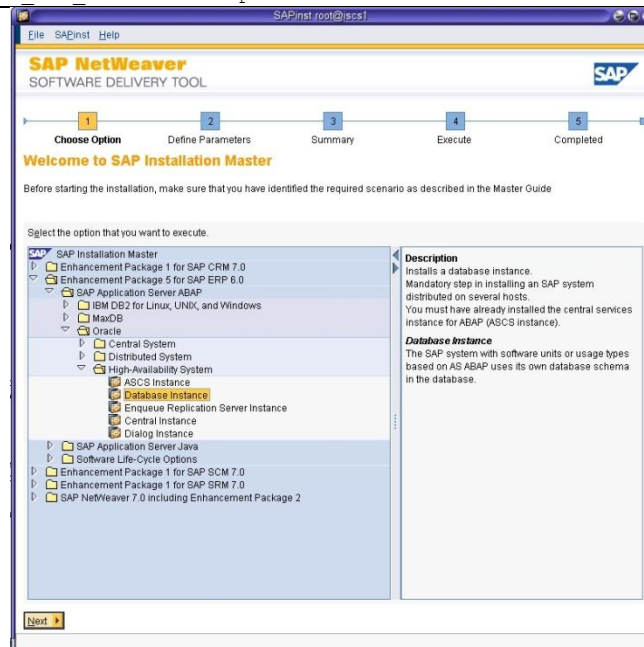 SAPinst root@iscs1
File SAPinst Help
SAP NetWeaver
SOFTWARE DELIVERY TOOL
SAP
1 2 3 4 5
Choose Option Define Parameters Summary Execute Completed
Welcome to SAP Installation Master
Before starting the installation, make sure that you have identified the required scenario as described in the Master Guide
Select the option that you want to execute.
SAP SAP Installation Master
Enhancement Package 1 for SAP CRM 7.0
Enhancement Package 5 for SAP ERP 6.0
SAP Application Server ABAP
IBM DB2 for Linux, UNIX, and Windows
MaxDB
Oracle
Central System
Distributed System
High-Availability System
ASCS Instance
Database Instance
Enqueue Replication Server Instance
Central Instance
Dialog Instance
SAP Application Server Java
Software Life-Cycle Options
Enhancement Package 1 for SAP SCM 7.0
Enhancement Package 1 for SAP SRM 7.0
SAP NetWeaver 7.0 including Enhancement Package 2
Description
Installs a database instance.
Mandatory step in installing an SAP system
distributed on several hosts.
You must have already installed the central services
instance for ABAP (ASCS instance).
Database Instance
The SAP system with software units or usage types
based on AS ABAP uses its own database schema
in the database.
Next